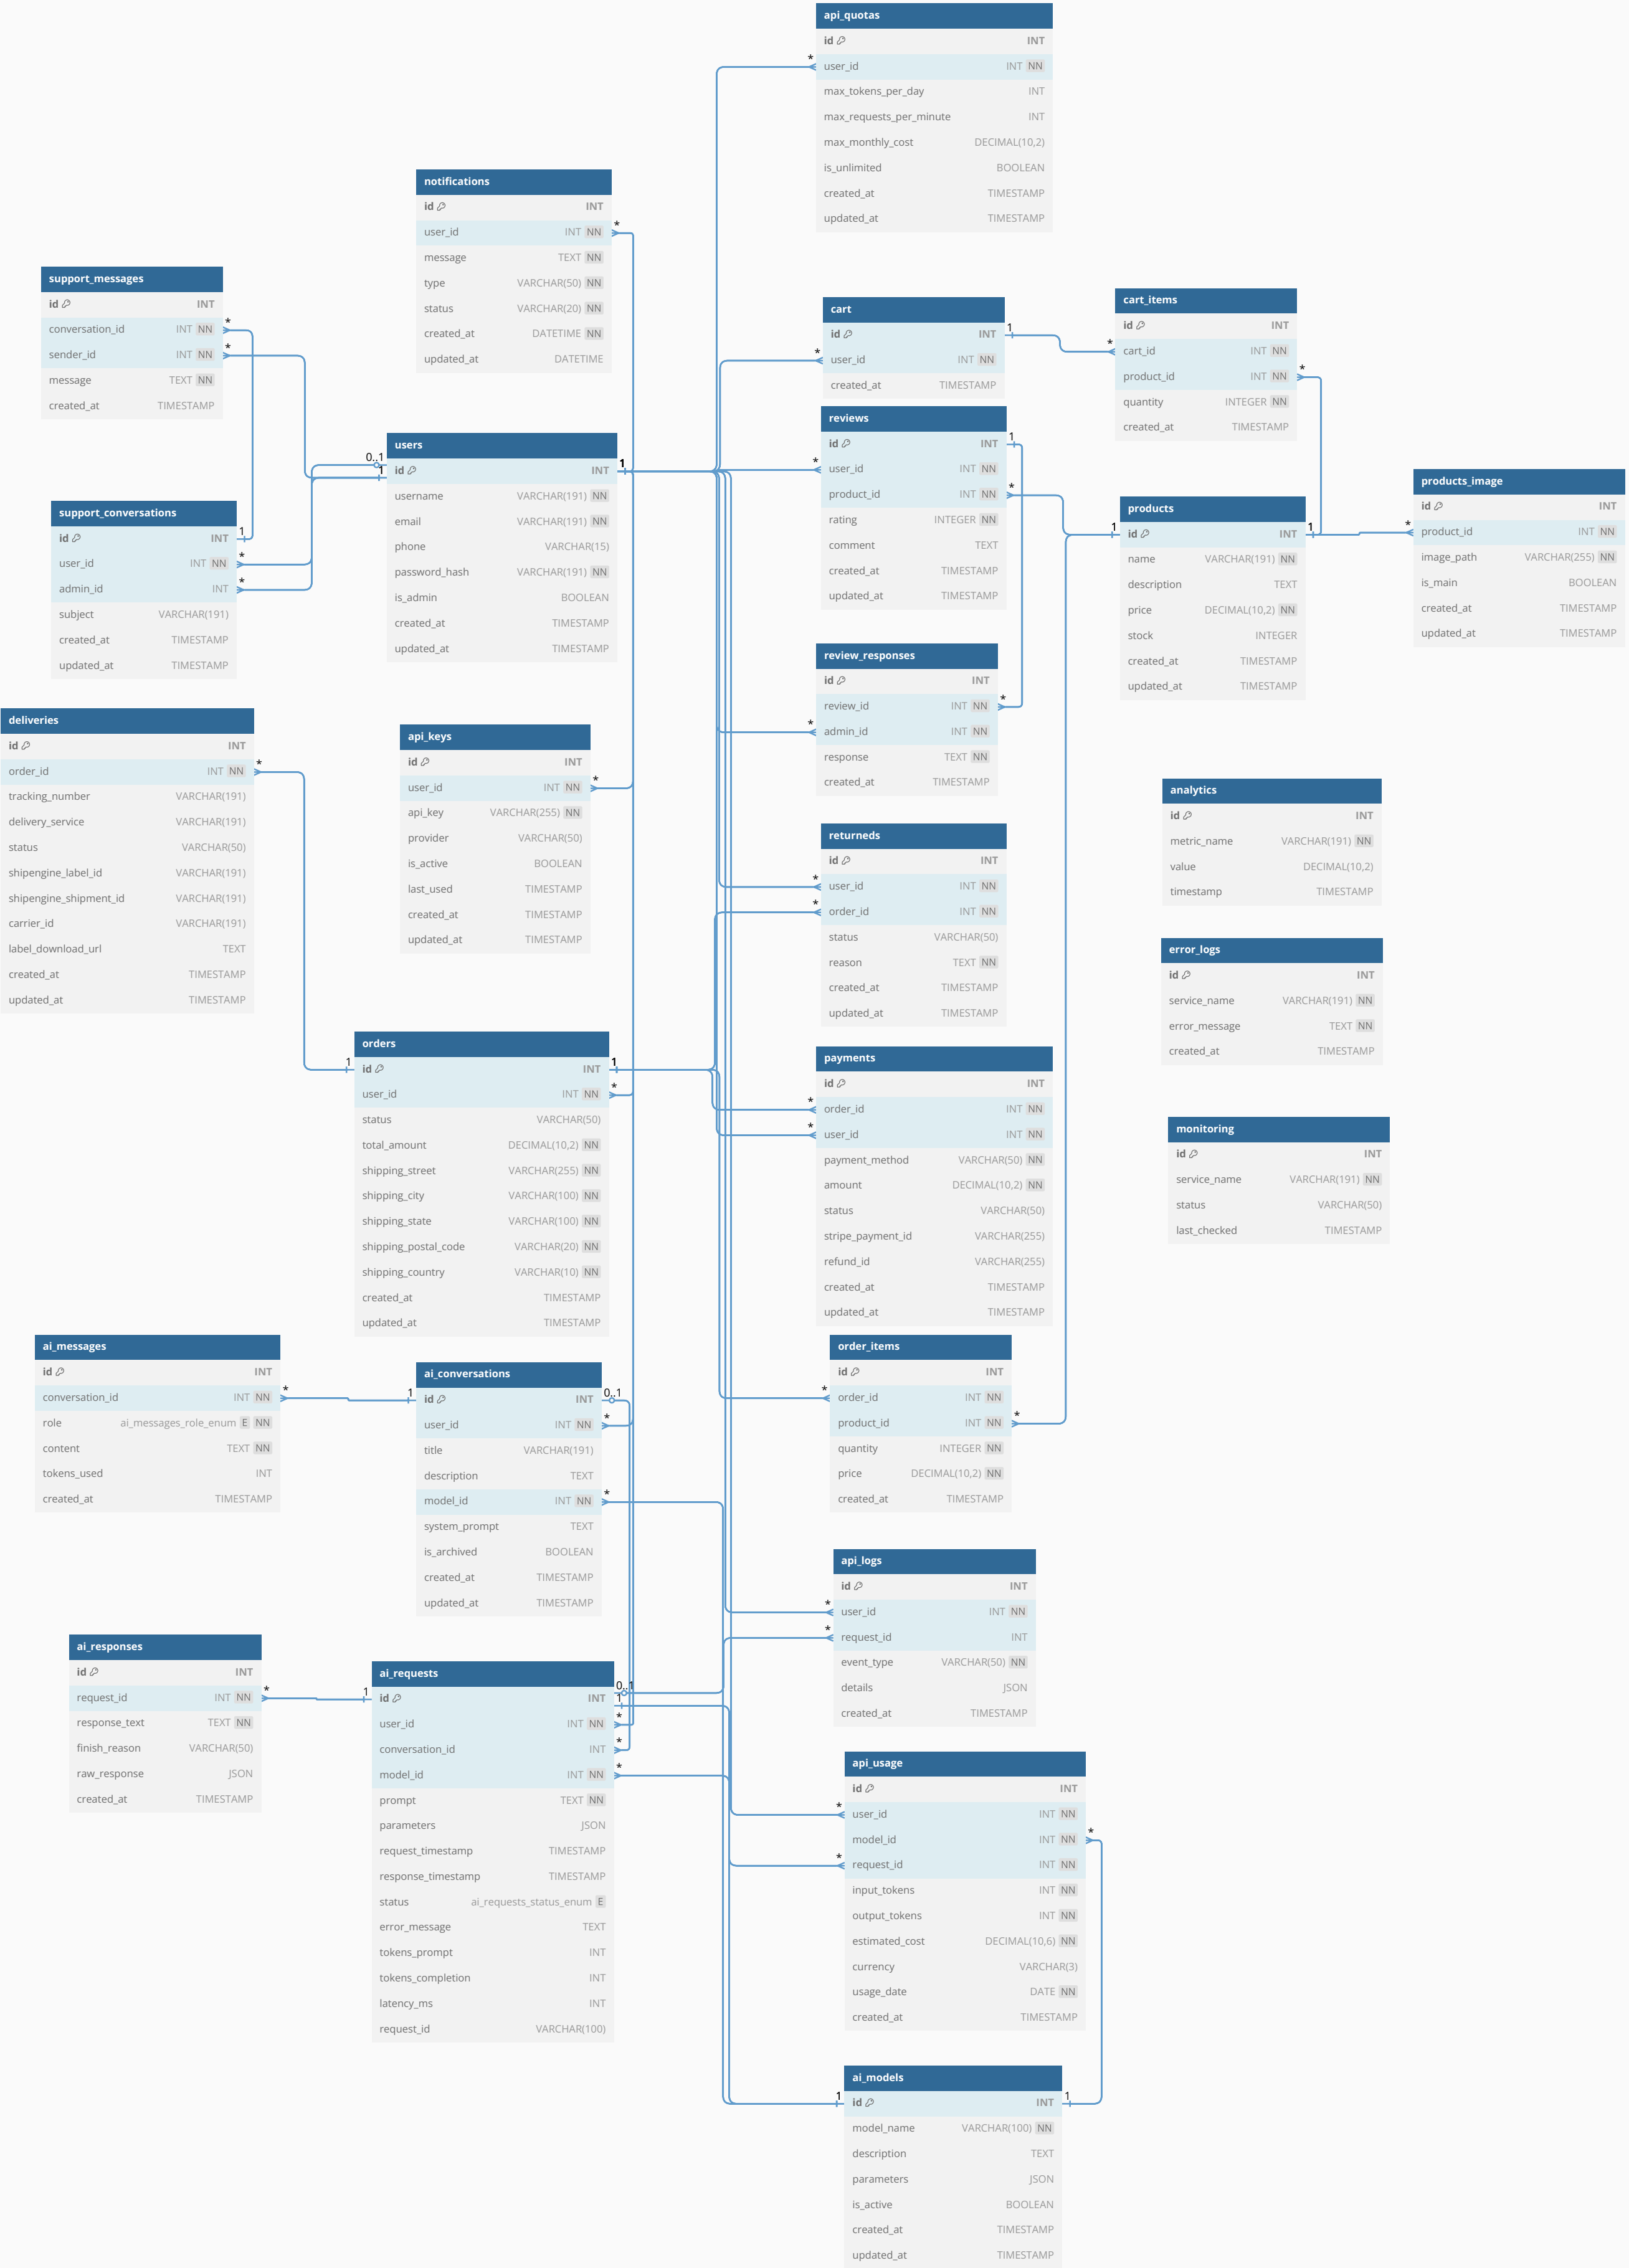 api_quotas
id INT
user_id INT NN
max_tokens_per_day INT
max_requests_per_minute INT
max_monthly_cost DECIMAL(10,2)
is_unlimited BOOLEAN
created_at TIMESTAMP
updated_at TIMESTAMP
notifications
id INT
user_id INT NN
message TEXT NN
type VARCHAR(50) NN
status VARCHAR(20) NN
created_at DATETIME NN
updated_at DATETIME
support_messages
id INT
conversation_id INT NN
sender_id INT NN
message TEXT NN
created_at TIMESTAMP
cart
id INT
user_id INT NN
created_at TIMESTAMP
cart_items
id INT
cart_id INT NN
product_id INT NN
quantity INTEGER NN
created_at TIMESTAMP
users
id INT
username VARCHAR(191) NN
email VARCHAR(191) NN
phone VARCHAR(15)
password_hash VARCHAR(191) NN
is_admin BOOLEAN
created_at TIMESTAMP
updated_at TIMESTAMP
reviews
id INT
user_id INT NN
product_id INT NN
rating INTEGER NN
comment TEXT
created_at TIMESTAMP
updated_at TIMESTAMP
products
id INT
name VARCHAR(191) NN
description TEXT
price DECIMAL(10,2) NN
stock INTEGER
created_at TIMESTAMP
updated_at TIMESTAMP
products_image
id INT
product_id INT NN
image_path VARCHAR(255) NN
is_main BOOLEAN
created_at TIMESTAMP
updated_at TIMESTAMP
support_conversations
id INT
user_id INT NN
admin_id INT
subject VARCHAR(191)
created_at TIMESTAMP
updated_at TIMESTAMP
review_responses
id INT
review_id INT NN
admin_id INT NN
response TEXT NN
created_at TIMESTAMP
deliveries
id INT
order_id INT NN
tracking_number VARCHAR(191)
delivery_service VARCHAR(191)
status VARCHAR(50)
shipengine_label_id VARCHAR(191)
shipengine_shipment_id VARCHAR(191)
carrier_id VARCHAR(191)
label_download_url TEXT
created_at TIMESTAMP
updated_at TIMESTAMP
api_keys
id INT
user_id INT NN
api_key VARCHAR(255) NN
provider VARCHAR(50)
is_active BOOLEAN
last_used TIMESTAMP
created_at TIMESTAMP
updated_at TIMESTAMP
returneds
id INT
user_id INT NN
order_id INT NN
status VARCHAR(50)
reason TEXT NN
created_at TIMESTAMP
updated_at TIMESTAMP
analytics
id INT
metric_name VARCHAR(191) NN
value DECIMAL(10,2)
timestamp TIMESTAMP
error_logs
id INT
service_name VARCHAR(191) NN
error_message TEXT NN
created_at TIMESTAMP
monitoring
id INT
service_name VARCHAR(191) NN
status VARCHAR(50)
last_checked TIMESTAMP
orders
id INT
user_id INT NN
status VARCHAR(50)
total_amount DECIMAL(10,2) NN
shipping_street VARCHAR(255) NN
shipping_city VARCHAR(100) NN
shipping_state VARCHAR(100) NN
shipping_postal_code VARCHAR(20) NN
shipping_country VARCHAR(10) NN
created_at TIMESTAMP
updated_at TIMESTAMP
payments
id INT
order_id INT NN
user_id INT NN
payment_method VARCHAR(50) NN
amount DECIMAL(10,2) NN
status VARCHAR(50)
stripe_payment_id VARCHAR(255)
refund_id VARCHAR(255)
created_at TIMESTAMP
updated_at TIMESTAMP
ai_messages
id INT
conversation_id INT NN
role ai_messages_role_enum E NN
content TEXT NN
tokens_used INT
created_at TIMESTAMP
ai_conversations
id INT
user_id INT NN
title VARCHAR(191)
description TEXT
model_id INT NN
system_prompt TEXT
is_archived BOOLEAN
created_at TIMESTAMP
updated_at TIMESTAMP
order_items
id INT
order_id INT NN
product_id INT NN
quantity INTEGER NN
price DECIMAL(10,2) NN
created_at TIMESTAMP
api_logs
id INT
user_id INT NN
request_id INT
event_type VARCHAR(50) NN
details JSON
created_at TIMESTAMP
ai_responses
id INT
request_id INT NN
response_text TEXT NN
finish_reason VARCHAR(50)
raw_response JSON
created_at TIMESTAMP
ai_requests
id INT
user_id INT NN
conversation_id INT
model_id INT NN
prompt TEXT NN
parameters JSON
request_timestamp TIMESTAMP
response_timestamp TIMESTAMP
status ai_requests_status_enum E
error_message TEXT
tokens_prompt INT
tokens_completion INT
latency_ms INT
request_id VARCHAR(100)
api_usage
id INT
user_id INT NN
model_id INT NN
request_id INT NN
input_tokens INT NN
output_tokens INT NN
estimated_cost DECIMAL(10,6) NN
currency VARCHAR(3)
usage_date DATE NN
created_at TIMESTAMP
ai_models
id INT
model_name VARCHAR(100) NN
description TEXT
parameters JSON
is_active BOOLEAN
created_at TIMESTAMP
updated_at TIMESTAMP